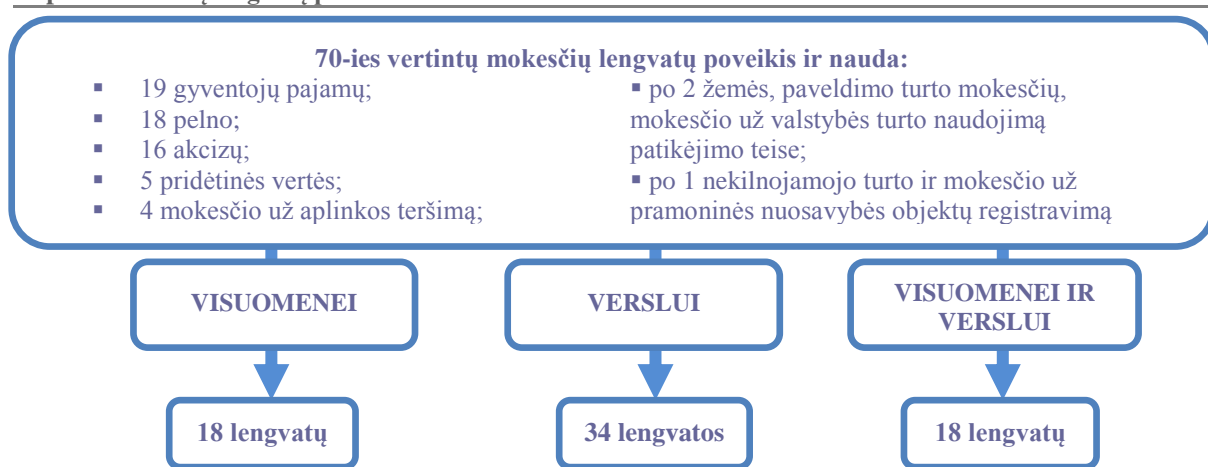 70-ies vertintų mokesčių lengvatų poveikis ir nauda:
▪ 19 gyventojų pajamų;
▪ 18 pelno;
▪ 16 akcizų;
▪ 5 pridėtinės vertės;
▪ 4 mokesčio už aplinkos teršimą;
▪ po 2 žemės, paveldimo turto mokesčių,
mokesčio už valstybės turto naudojimą
patikėjimo teise;
▪ po 1 nekilnojamojo turto ir mokesčio už
pramoninės nuosavybės objektų registravimą
VISUOMENEI
VERSLUI
VISUOMENEI IR
VERSLUI
18 lengvatų
34 lengvatos
18 lengvatų